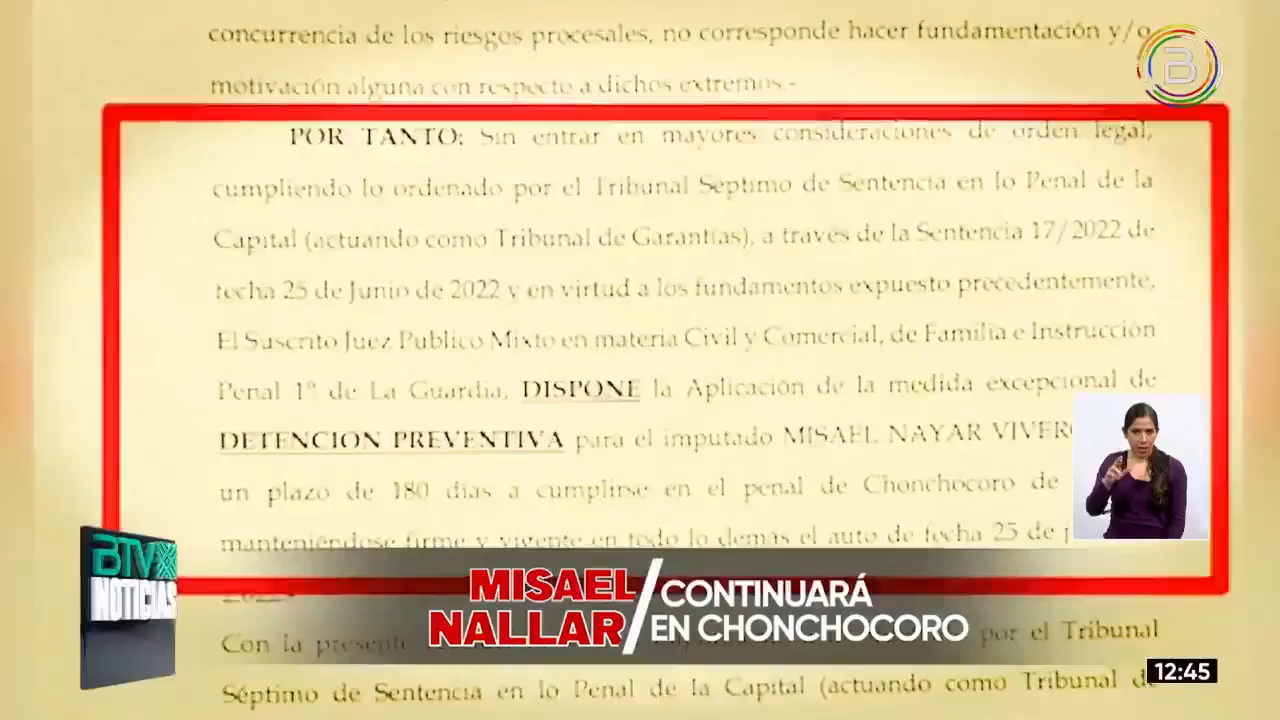 concurrencia de los riesgos procesales, no corresponde hacer fundamentación y/o
motivación alguna con respecto a dichos extremos.-
B
POR TANTO: Sin entrar en mayores consideraciones de orden legal,
cumpliendo lo ordenado por el Tribunal Septimo de Sentencia en lo Penal de la
Capital (actuando como Tribunal de Garantías), a través de la Sentencia 17/2022 de
fecha 25 de Junio de 2022 y en virtud a los fundamentos expuesto precedentemente,
El Suscrito Juez Publico Mixto en materia Civil y Comercial, de Familia e Instrucción
Penal 1º de La Guardia, DISPONE la Aplicación de la medida excepcional de
DETENCION PREVENTIVA para el imputado MISAEL NAYAR
un plazo de 180 días a cumplirse en el penal de Chonchocoro de
manteniéndose firme y vigente en todo lo demás el auto de fecha 25 de
BTV
NOTICIAS
MISAEL NALLAR
CONTINUARÁ
EN CHONCHOCORO
Con la presente por el Tribunal
Séptimo de Sentencia en lo Penal de la Capital (actuando como Tribunal de
12:45